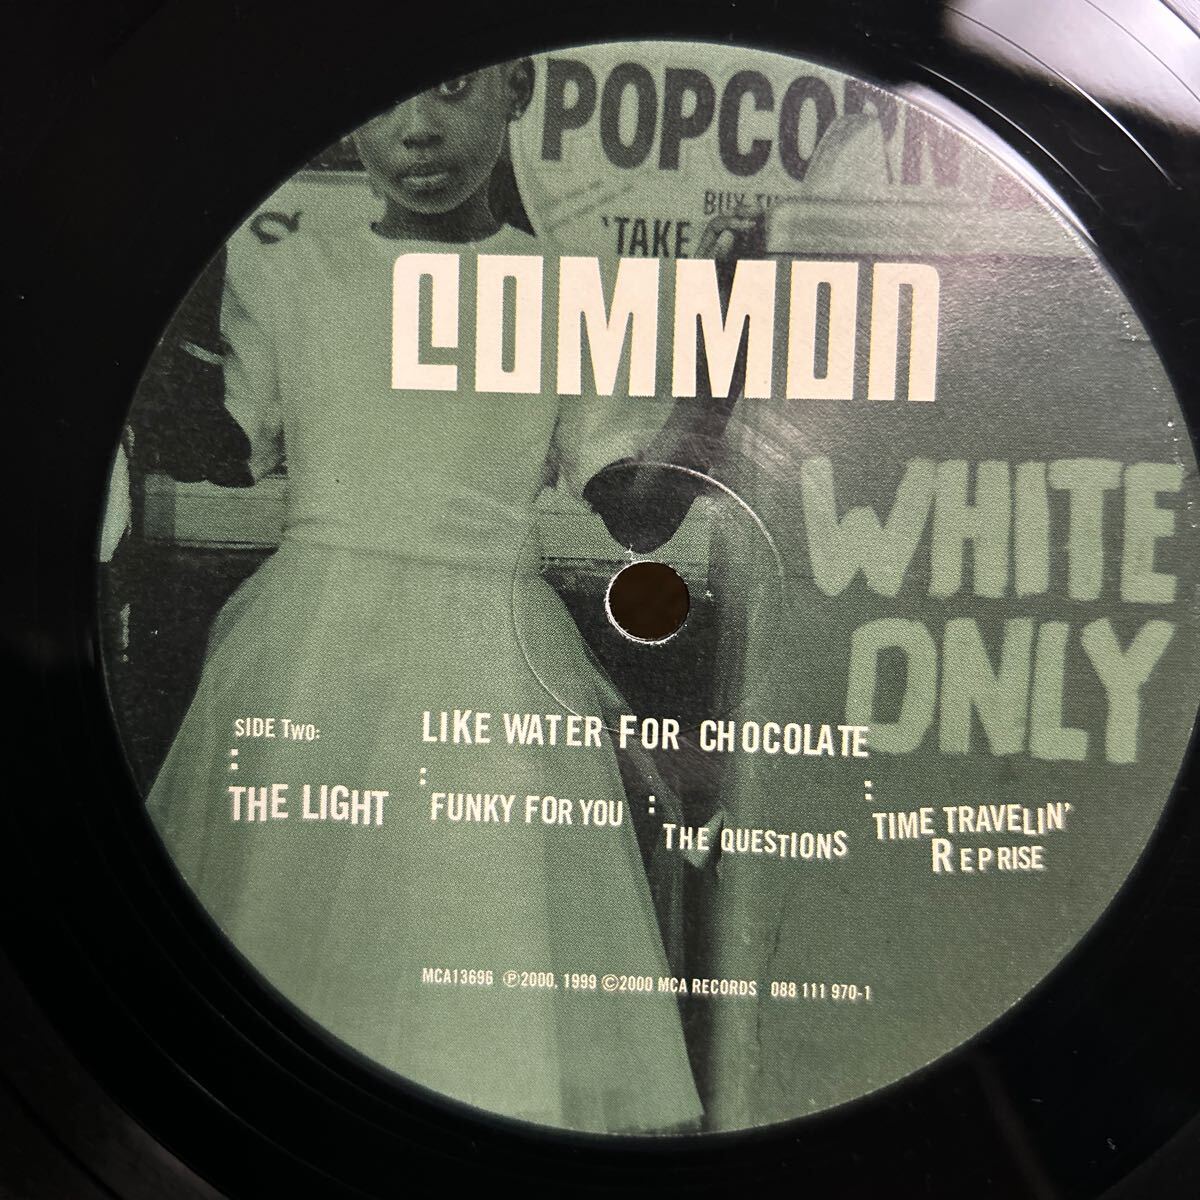 POPCORN
BUY
'TAKE
COMMON
WHITE
ONLY
SIDE TWO: LIKE WATER FOR CHOCOLATE
: THE LIGHT : FUNKY FOR YOU : THE QUESTIONS : TIME TRAVELIN'
REPRISE
MCA13696 ℗2000, 1999 ©2000 MCA RECORDS 088 111 970-1